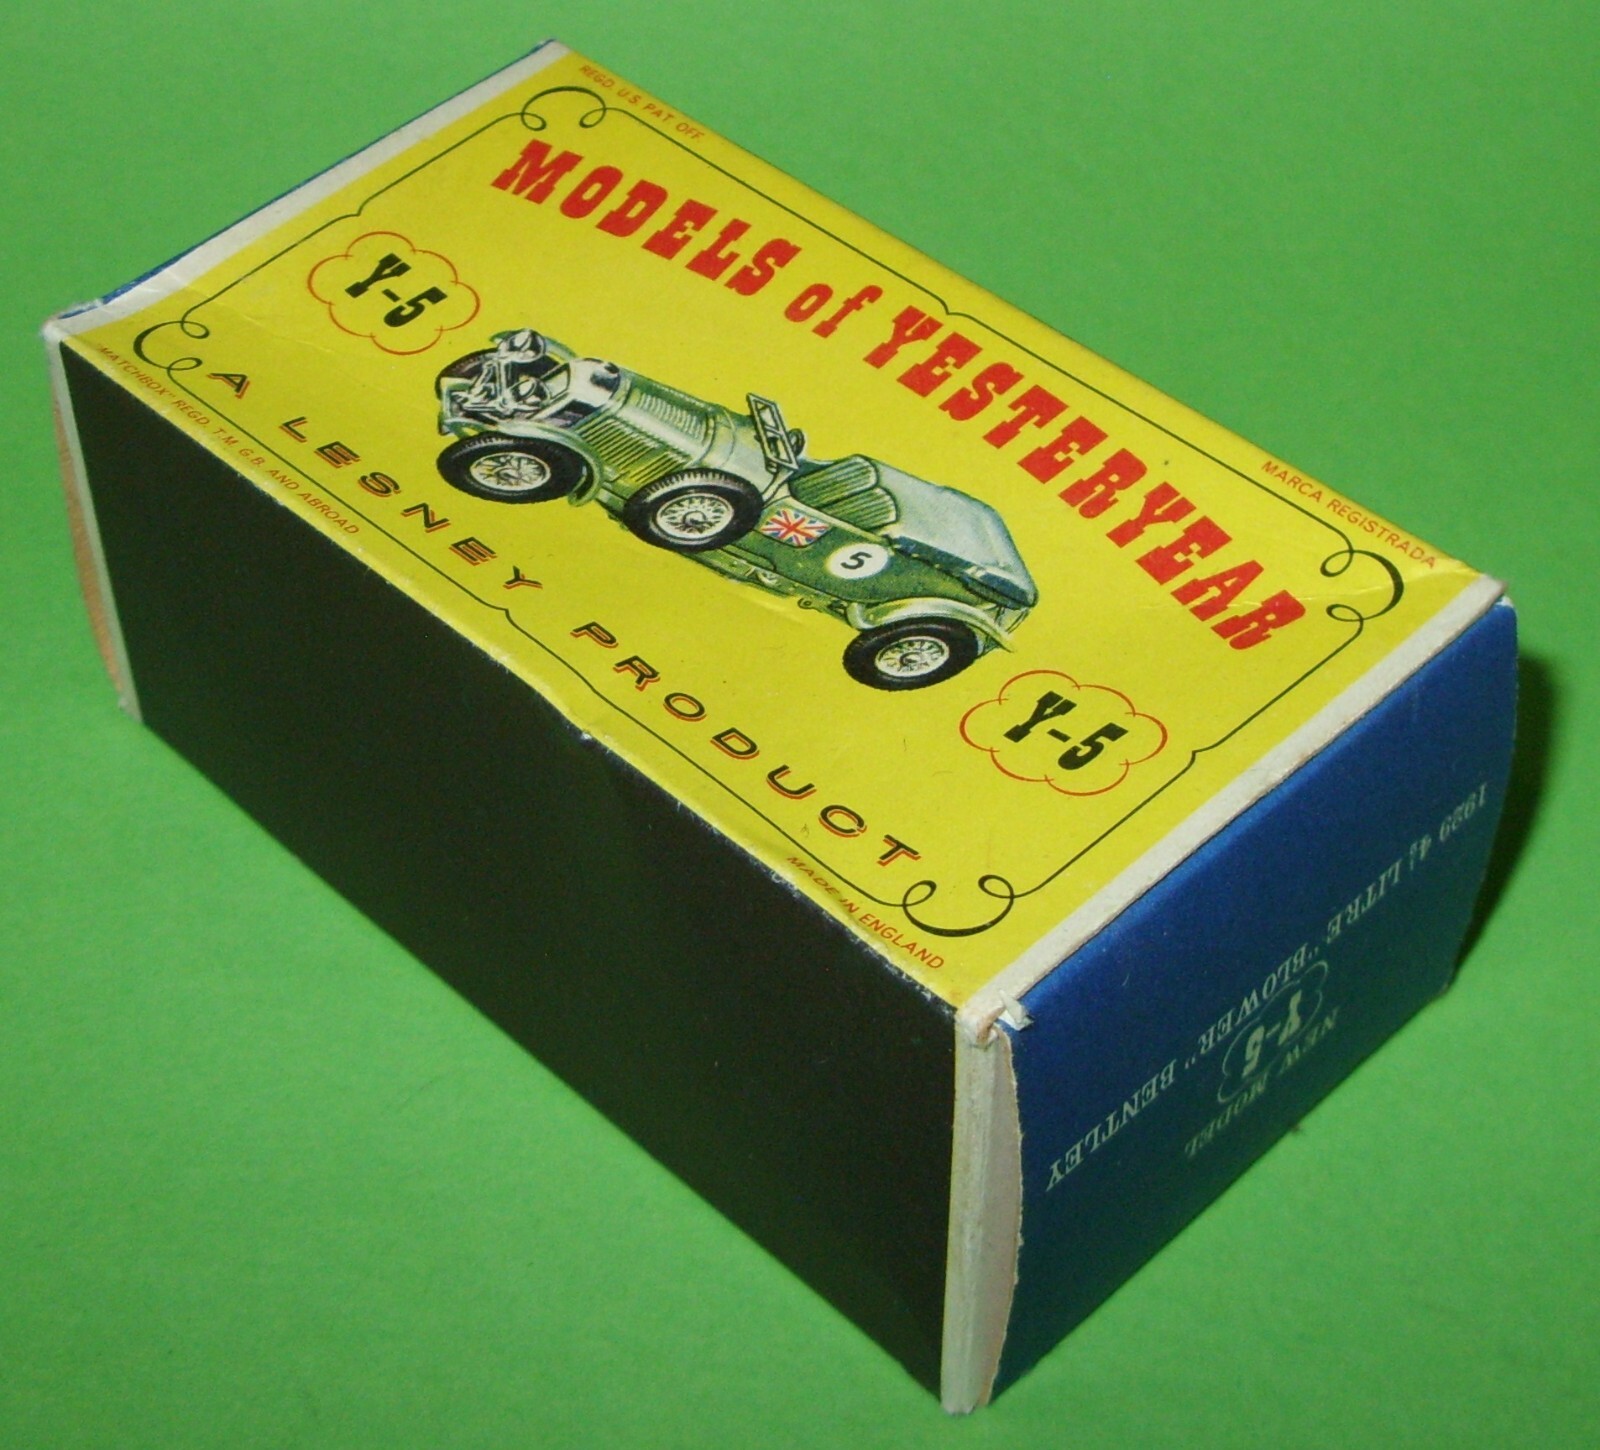 REGD. U.S. PAT. OFF.
MARCA REGISTRADA
MODELS of YESTERYEAR
Y-5
5
Y-5
A LESNEY PRODUCT
"MATCHBOX" REGD. T.M. G.B. AND ABROAD
MADE IN ENGLAND
NEW MODEL
Y-5
1929 4½ LITRE "BLOWER" BENTLEY